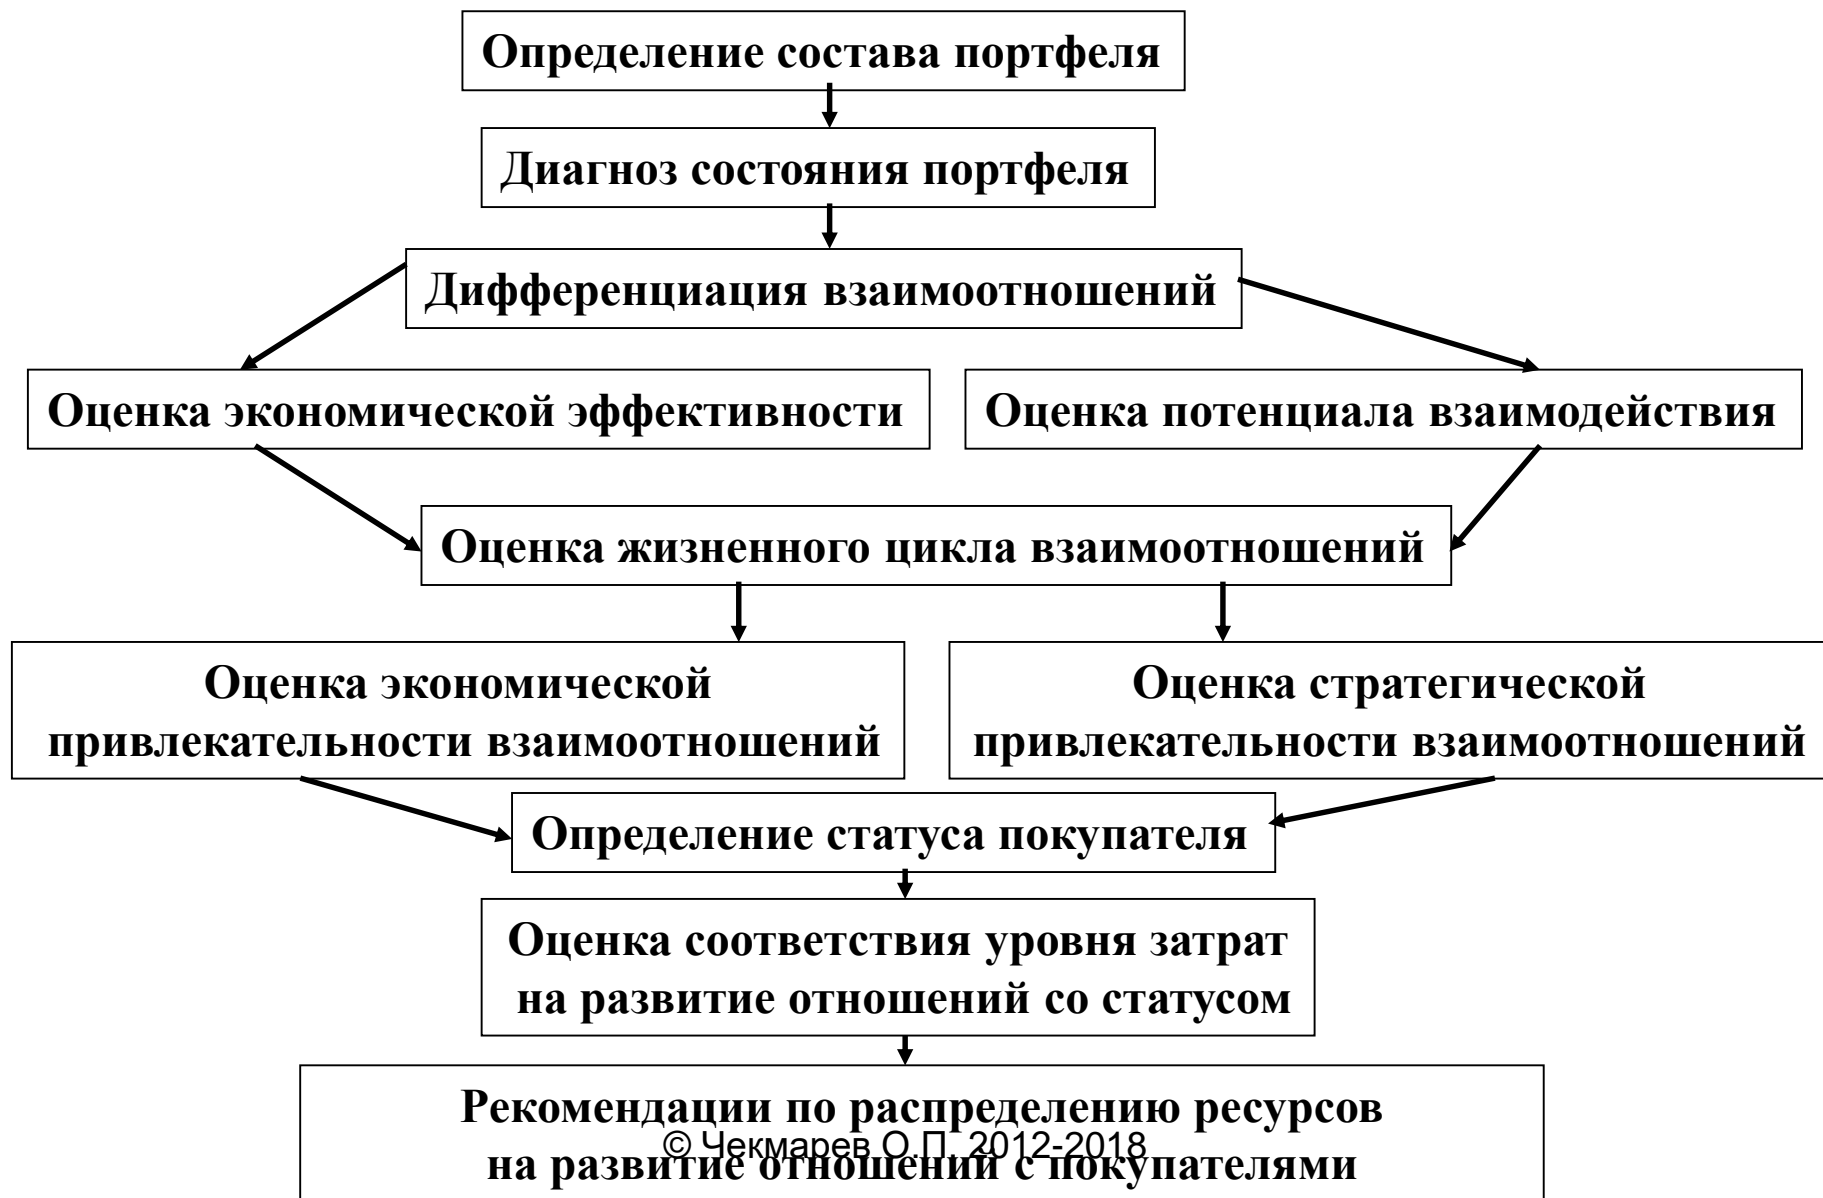 Определение состава портфеля
Диагноз состояния портфеля
Дифференциация взаимоотношений
Оценка экономической эффективности
Оценка потенциала взаимодействия
Оценка жизненного цикла взаимоотношений
Оценка экономической
привлекательности взаимоотношений
Оценка стратегической
привлекательности взаимоотношений
Определение статуса покупателя
Оценка соответствия уровня затрат
на развитие отношений со статусом
Рекомендации по распределению ресурсов
на развитие отношений с покупателями
© Чекмарев О.П. 2012-2018